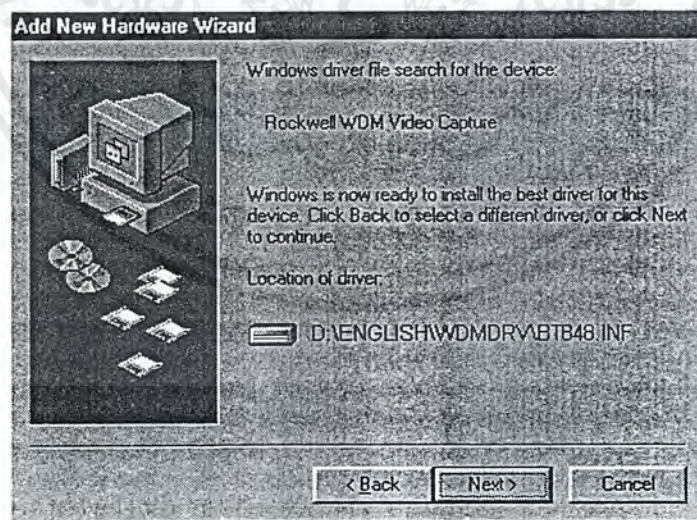 Add New Hardware Wizard
Windows driver file search for the device:
Rockwell WDM Video Capture
Windows is now ready to install the best driver for this
device. Click Back to select a different driver, or click Next
to continue.
Location of driver:
D:\ENGLISH\WDMDRV\BT848.INF
< Back
Next >
Cancel